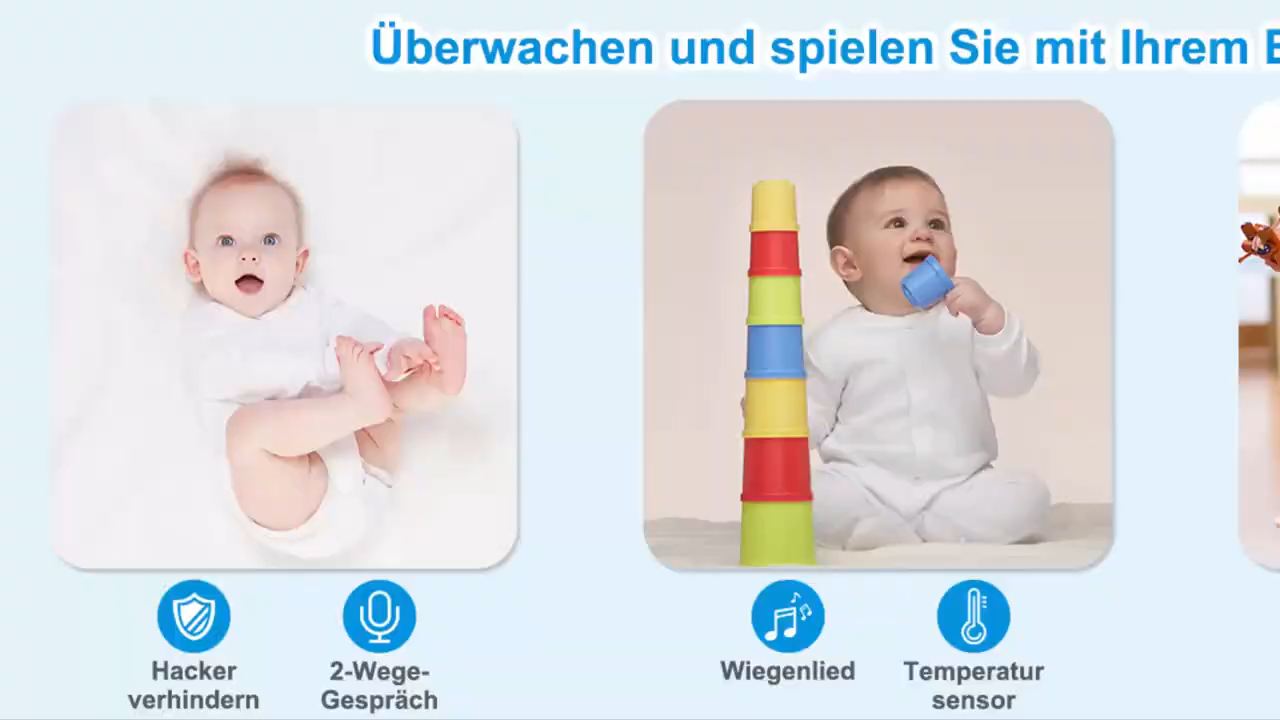 Überwachen und spielen Sie mit Ihrem
Hacker
verhindern
2-Wege-
Gespräch
Wiegenlied
Temperatur
sensor